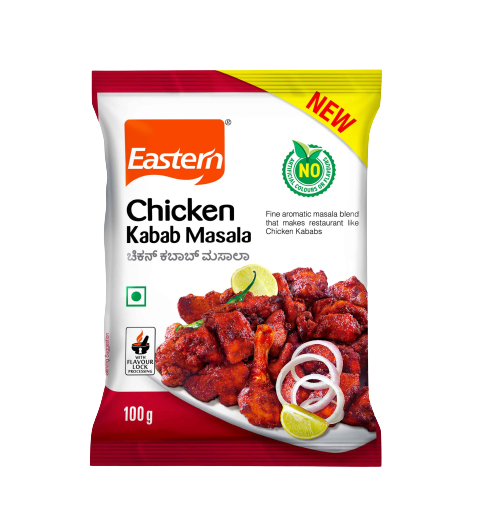 NEW
Eastern®
NO
ARTIFICIAL COLOURS OR FLAVOURS
Chicken
Kabab Masala
ಚಿಕನ್ ಕಬಾಬ್ ಮಸಾಲಾ
Fine aromatic masala blend
that makes restaurant like
Chicken Kababs
WITH
FLAVOUR
LOCK
PROCESSING
100 g